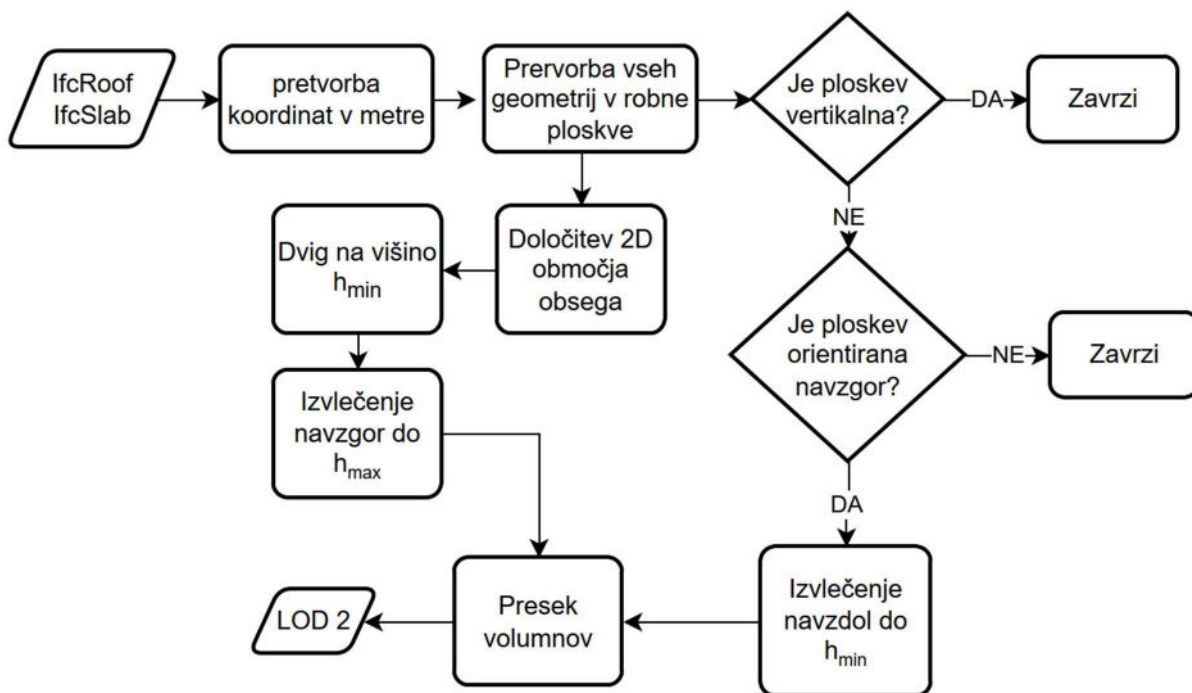 IfcRoof
IfcSlab
pretvorba
koordinat v metre
Prervorba vseh
geometrij v robne
ploskve
Je ploskev
vertikalna?
DA
Zavrzi
NE
Dvig na višino
hmin
Določitev 2D
območja
obsega
Je ploskev
orientirana
navzgor?
NE
Zavrzi
Izvlečenje
navzgor do
hmax
DA
LOD 2
Presek
volumnov
Izvlečenje
navzdol do
hmin